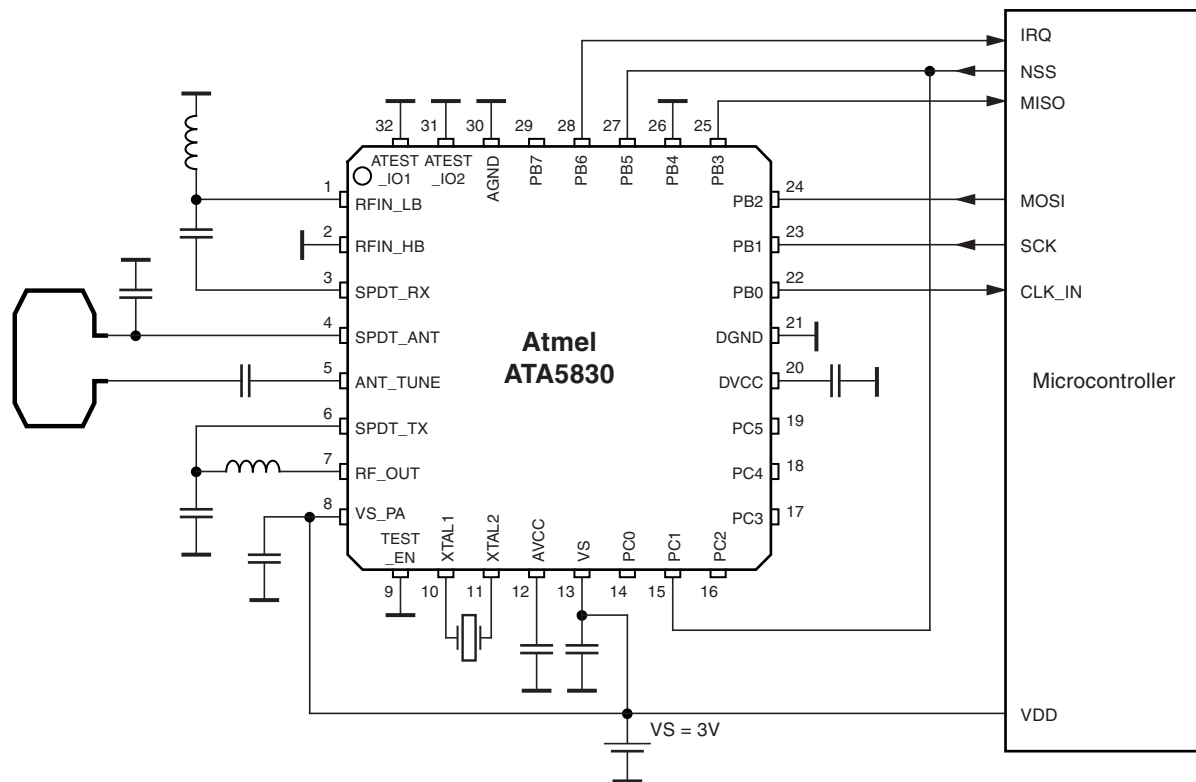 IRQ
NSS
MISO
32
31
30
29
28
27
26
25
ATEST
_IO1
ATEST
_IO2
AGND
PB7
PB6
PB5
PB4
PB3
1
RFIN_LB
PB2
24
MOSI
2
RFIN_HB
PB1
23
SCK
3
SPDT_RX
PB0
22
CLK_IN
4
SPDT_ANT
Atmel
ATA5830
DGND
21
5
ANT_TUNE
DVCC
20
Microcontroller
6
SPDT_TX
PC5
19
7
RF_OUT
PC4
18
8
VS_PA
PC3
17
TEST
_EN
XTAL1
XTAL2
AVCC
VS
PC0
PC1
PC2
9
10
11
12
13
14
15
16
VS = 3V
VDD